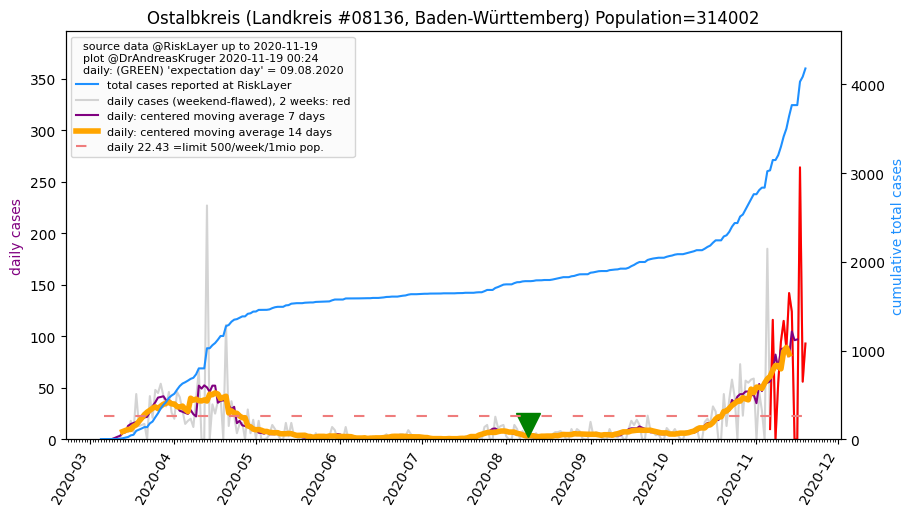 Ostalbkreis (Landkreis #08136, Baden-Württemberg) Population=314002
source data @RiskLayer up to 2020-11-19
plot @DrAndreasKruger 2020-11-19 00:24
daily: (GREEN) 'expectation day' = 09.08.2020
total cases reported at RiskLayer
daily cases (weekend-flawed), 2 weeks: red
daily: centered moving average 7 days
daily: centered moving average 14 days
daily 22.43 =limit 500/week/1mio pop.
daily cases
350
300
250
200
150
100
50
0
cumulative total cases
4000
3000
2000
1000
0
2020-03
2020-04
2020-05
2020-06
2020-07
2020-08
2020-09
2020-10
2020-11
2020-12